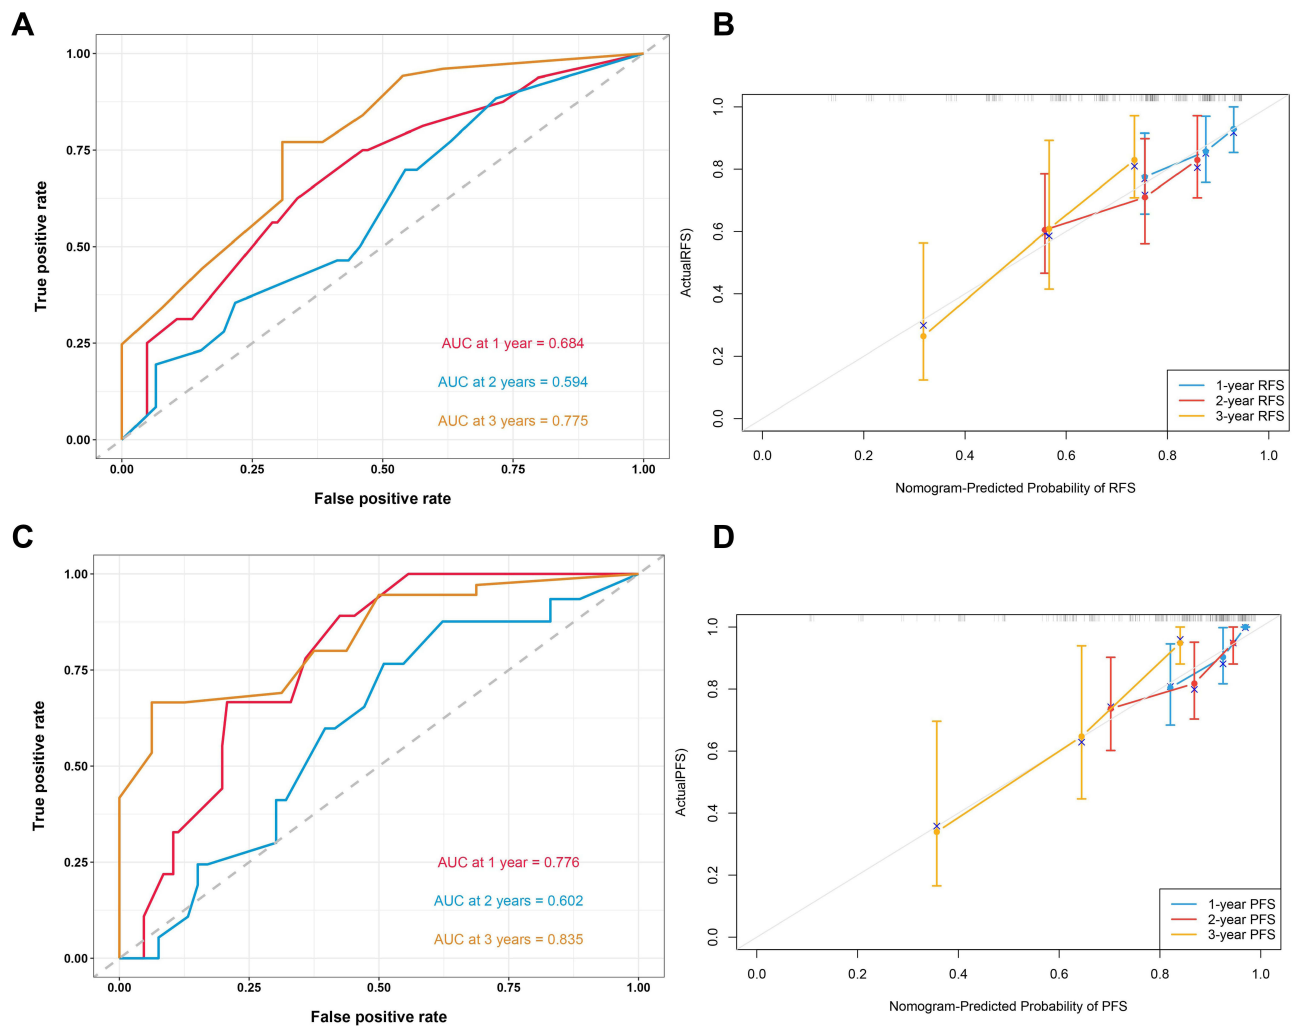 A
1.00
0.75
0.50
0.25
0.00
True positive rate
AUC at 1 year = 0.684
AUC at 2 years = 0.594
AUC at 3 years = 0.775
0.00 0.25 0.50 0.75 1.00
False positive rate
B
1.0
0.8
0.6
0.4
0.2
0.0
ActualRFS)
1-year RFS
2-year RFS
3-year RFS
0.0 0.2 0.4 0.6 0.8 1.0
Nomogram-Predicted Probability of RFS
C
1.00
0.75
0.50
0.25
0.00
True positive rate
AUC at 1 year = 0.776
AUC at 2 years = 0.602
AUC at 3 years = 0.835
0.00 0.25 0.50 0.75 1.00
False positive rate
D
1.0
0.8
0.6
0.4
0.2
0.0
ActualPFS)
1-year PFS
2-year PFS
3-year PFS
0.0 0.2 0.4 0.6 0.8 1.0
Nomogram-Predicted Probability of PFS